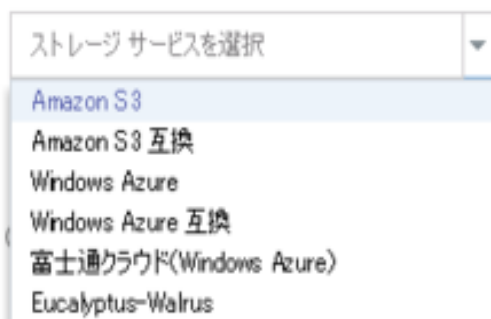 ストレージ サービスを選択
Amazon S3
Amazon S3 互換
Windows Azure
Windows Azure 互換
富士通クラウド(Windows Azure)
Eucalyptus-Walrus